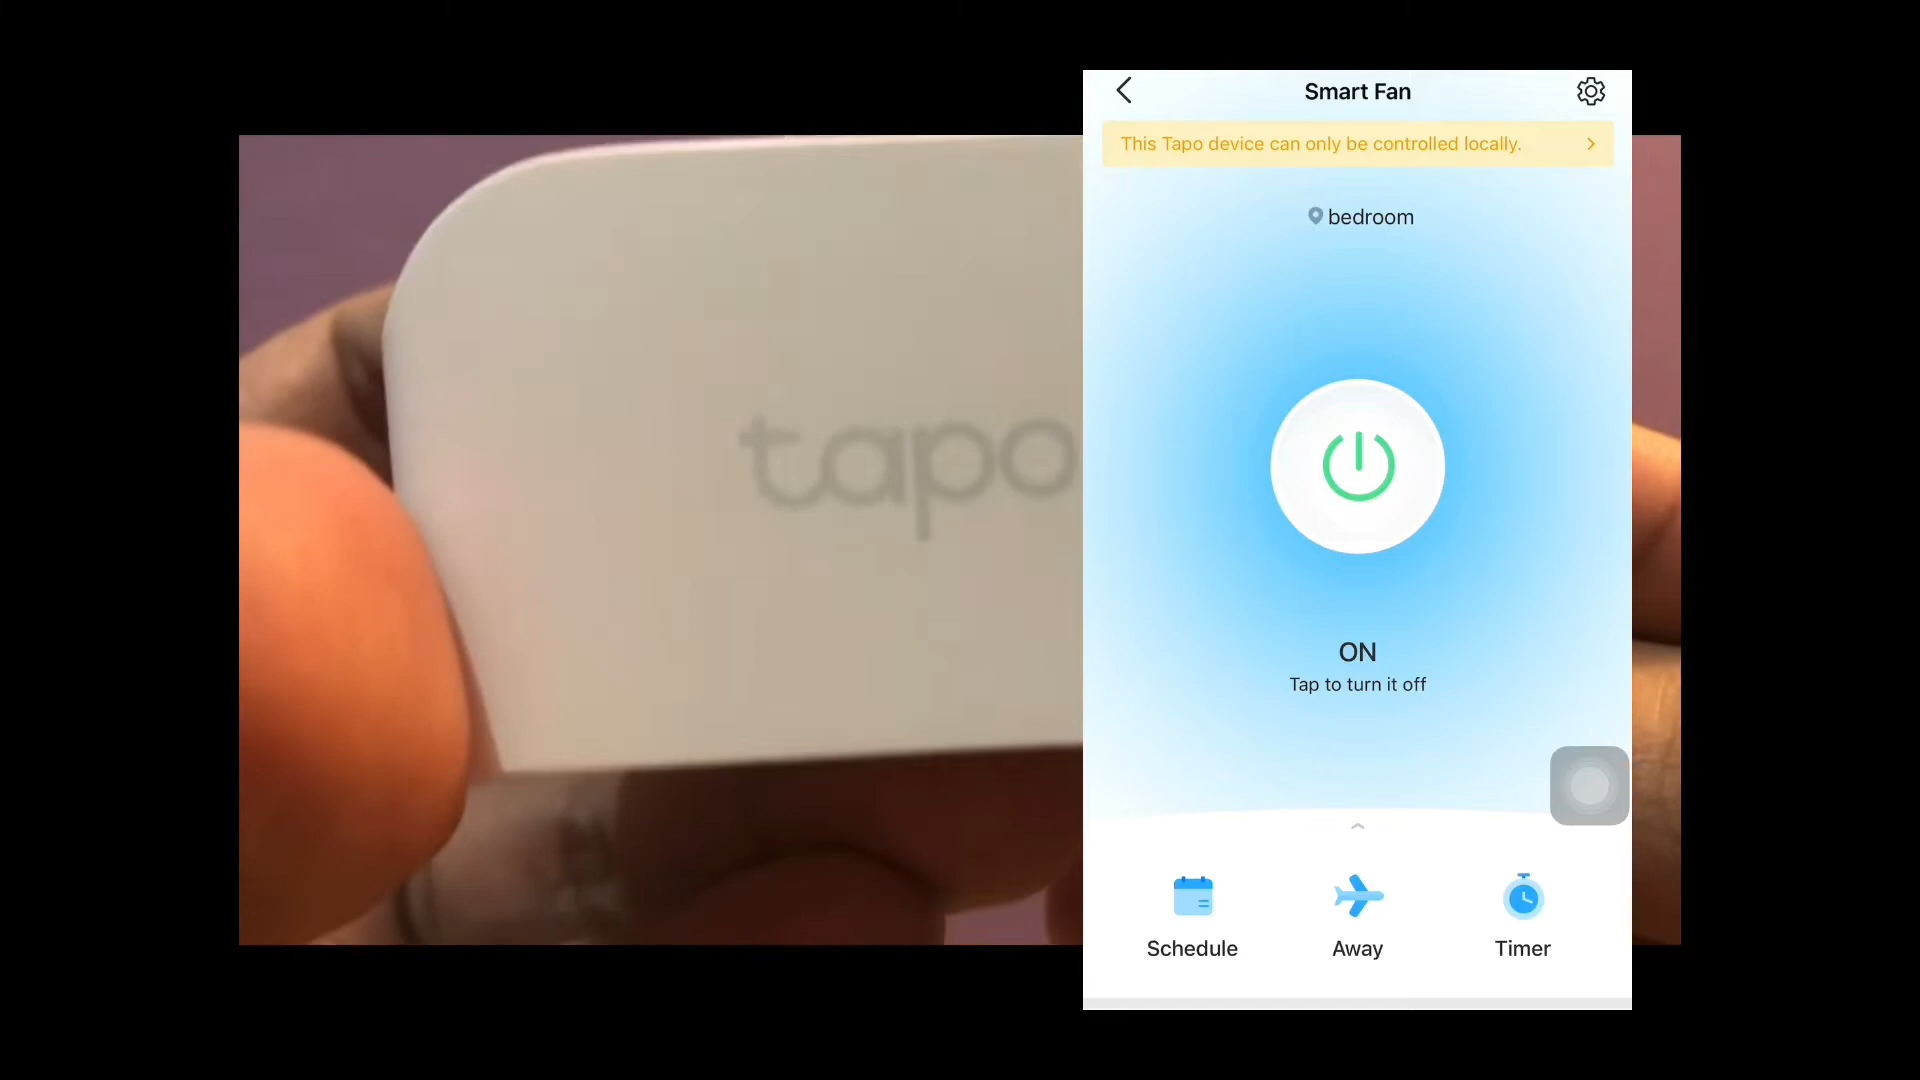 tapo
Smart Fan
This Tapo device can only be controlled locally.
bedroom
ON
Tap to turn it off
Schedule
Away
Timer